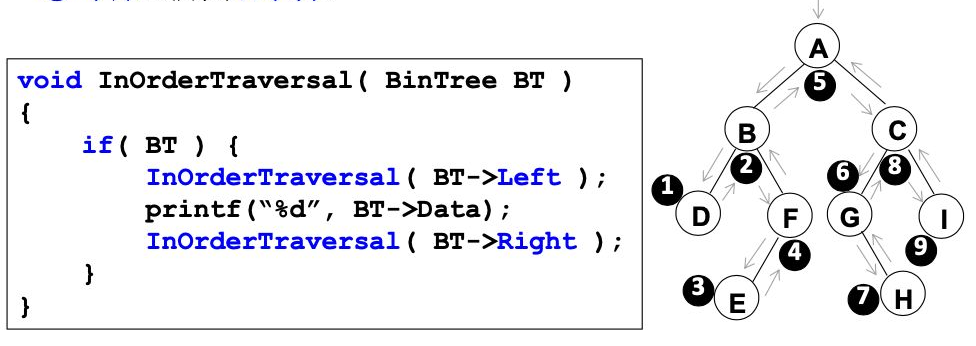 void InOrderTraversal( BinTree BT )
{
if( BT ) {
InOrderTraversal( BT->Left );
printf(“%d”, BT->Data);
InOrderTraversal( BT->Right );
}
}
A
5
B
C
2
6
8
1
D
F
G
I
4
9
3
E
7
H